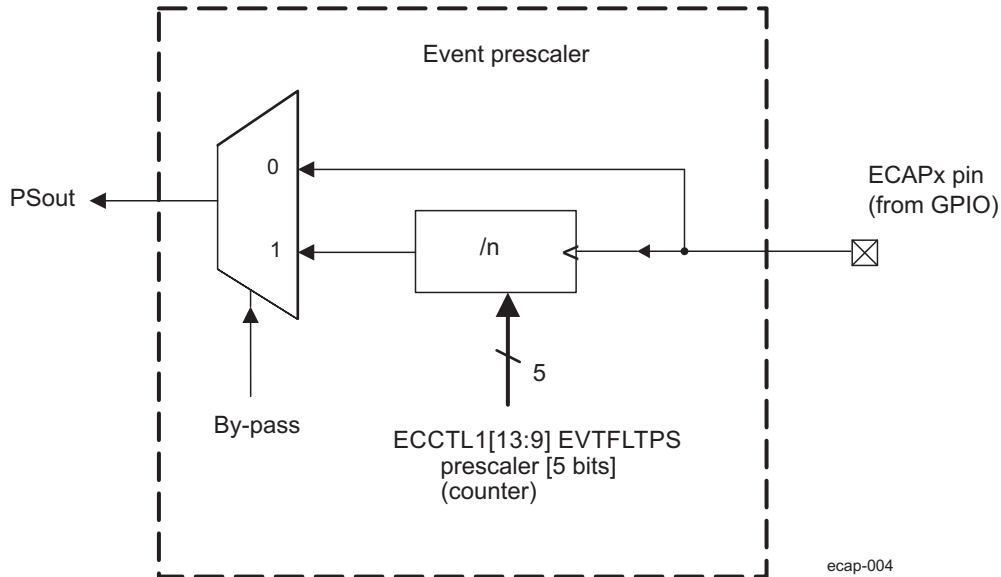 Event prescaler
0
PSout
ECAPx pin
(from GPIO)
1
/n
5
By-pass
ECCTL1[13:9] EVTFLTPS
prescaler [5 bits]
(counter)
ecap-004